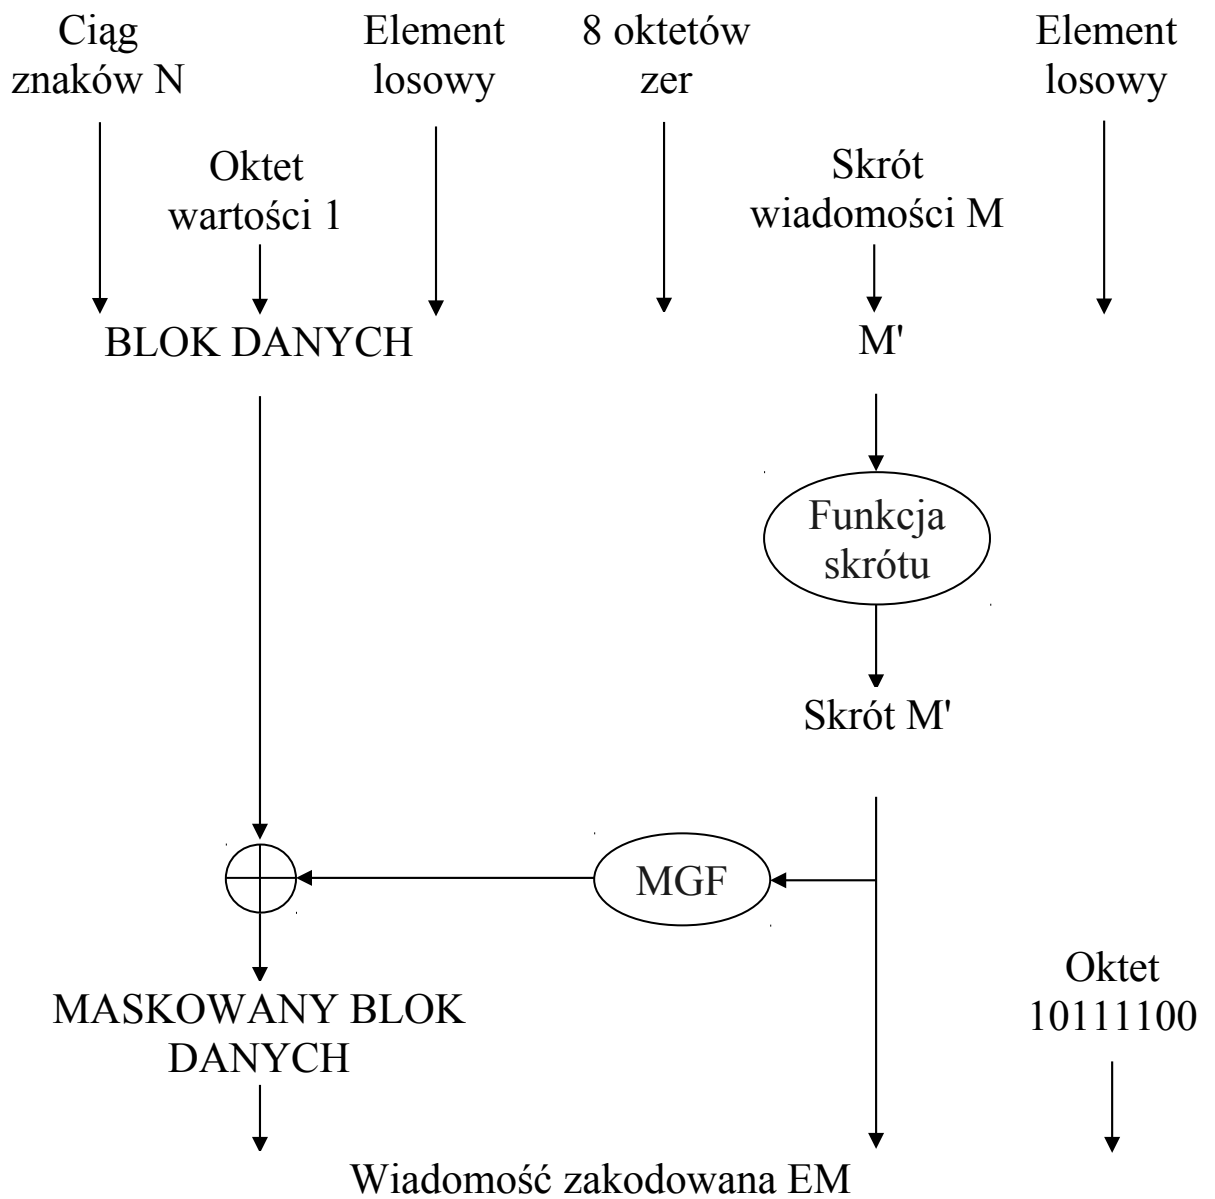 Ciąg
znaków N
Element
losowy
8 oktetów
zer
Element
losowy
Oktet
wartości 1
Skrót
wiadomości M
BLOK DANYCH
M'
Funkcja
skrótu
Skrót M'
MGF
MASKOWANY BLOK
DANYCH
Oktet
10111100
Wiadomość zakodowana EM